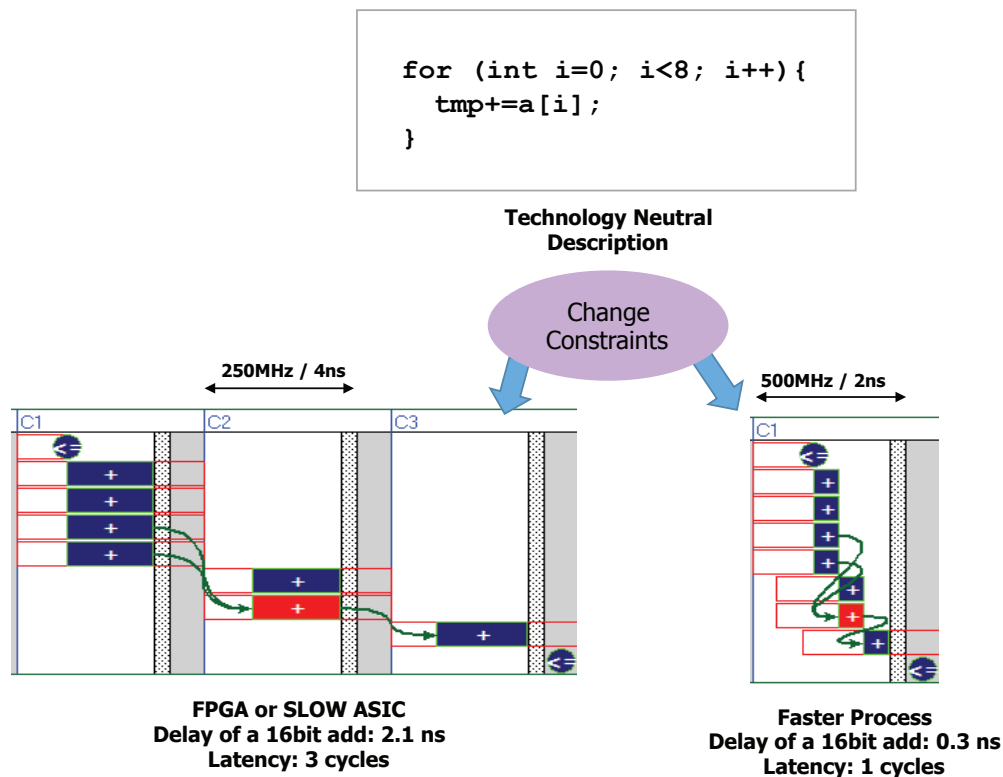 for (int i=0; i<8; i++){
tmp+=a[i];
}
Technology Neutral
Description
Change
Constraints
250MHz / 4ns
500MHz / 2ns
C1
C2
C3
<=
+
+
+
+
+
+
+
<=
C1
<=
+
+
+
+
+
+
+
<=
FPGA or SLOW ASIC
Delay of a 16bit add: 2.1 ns
Latency: 3 cycles
Faster Process
Delay of a 16bit add: 0.3 ns
Latency: 1 cycles